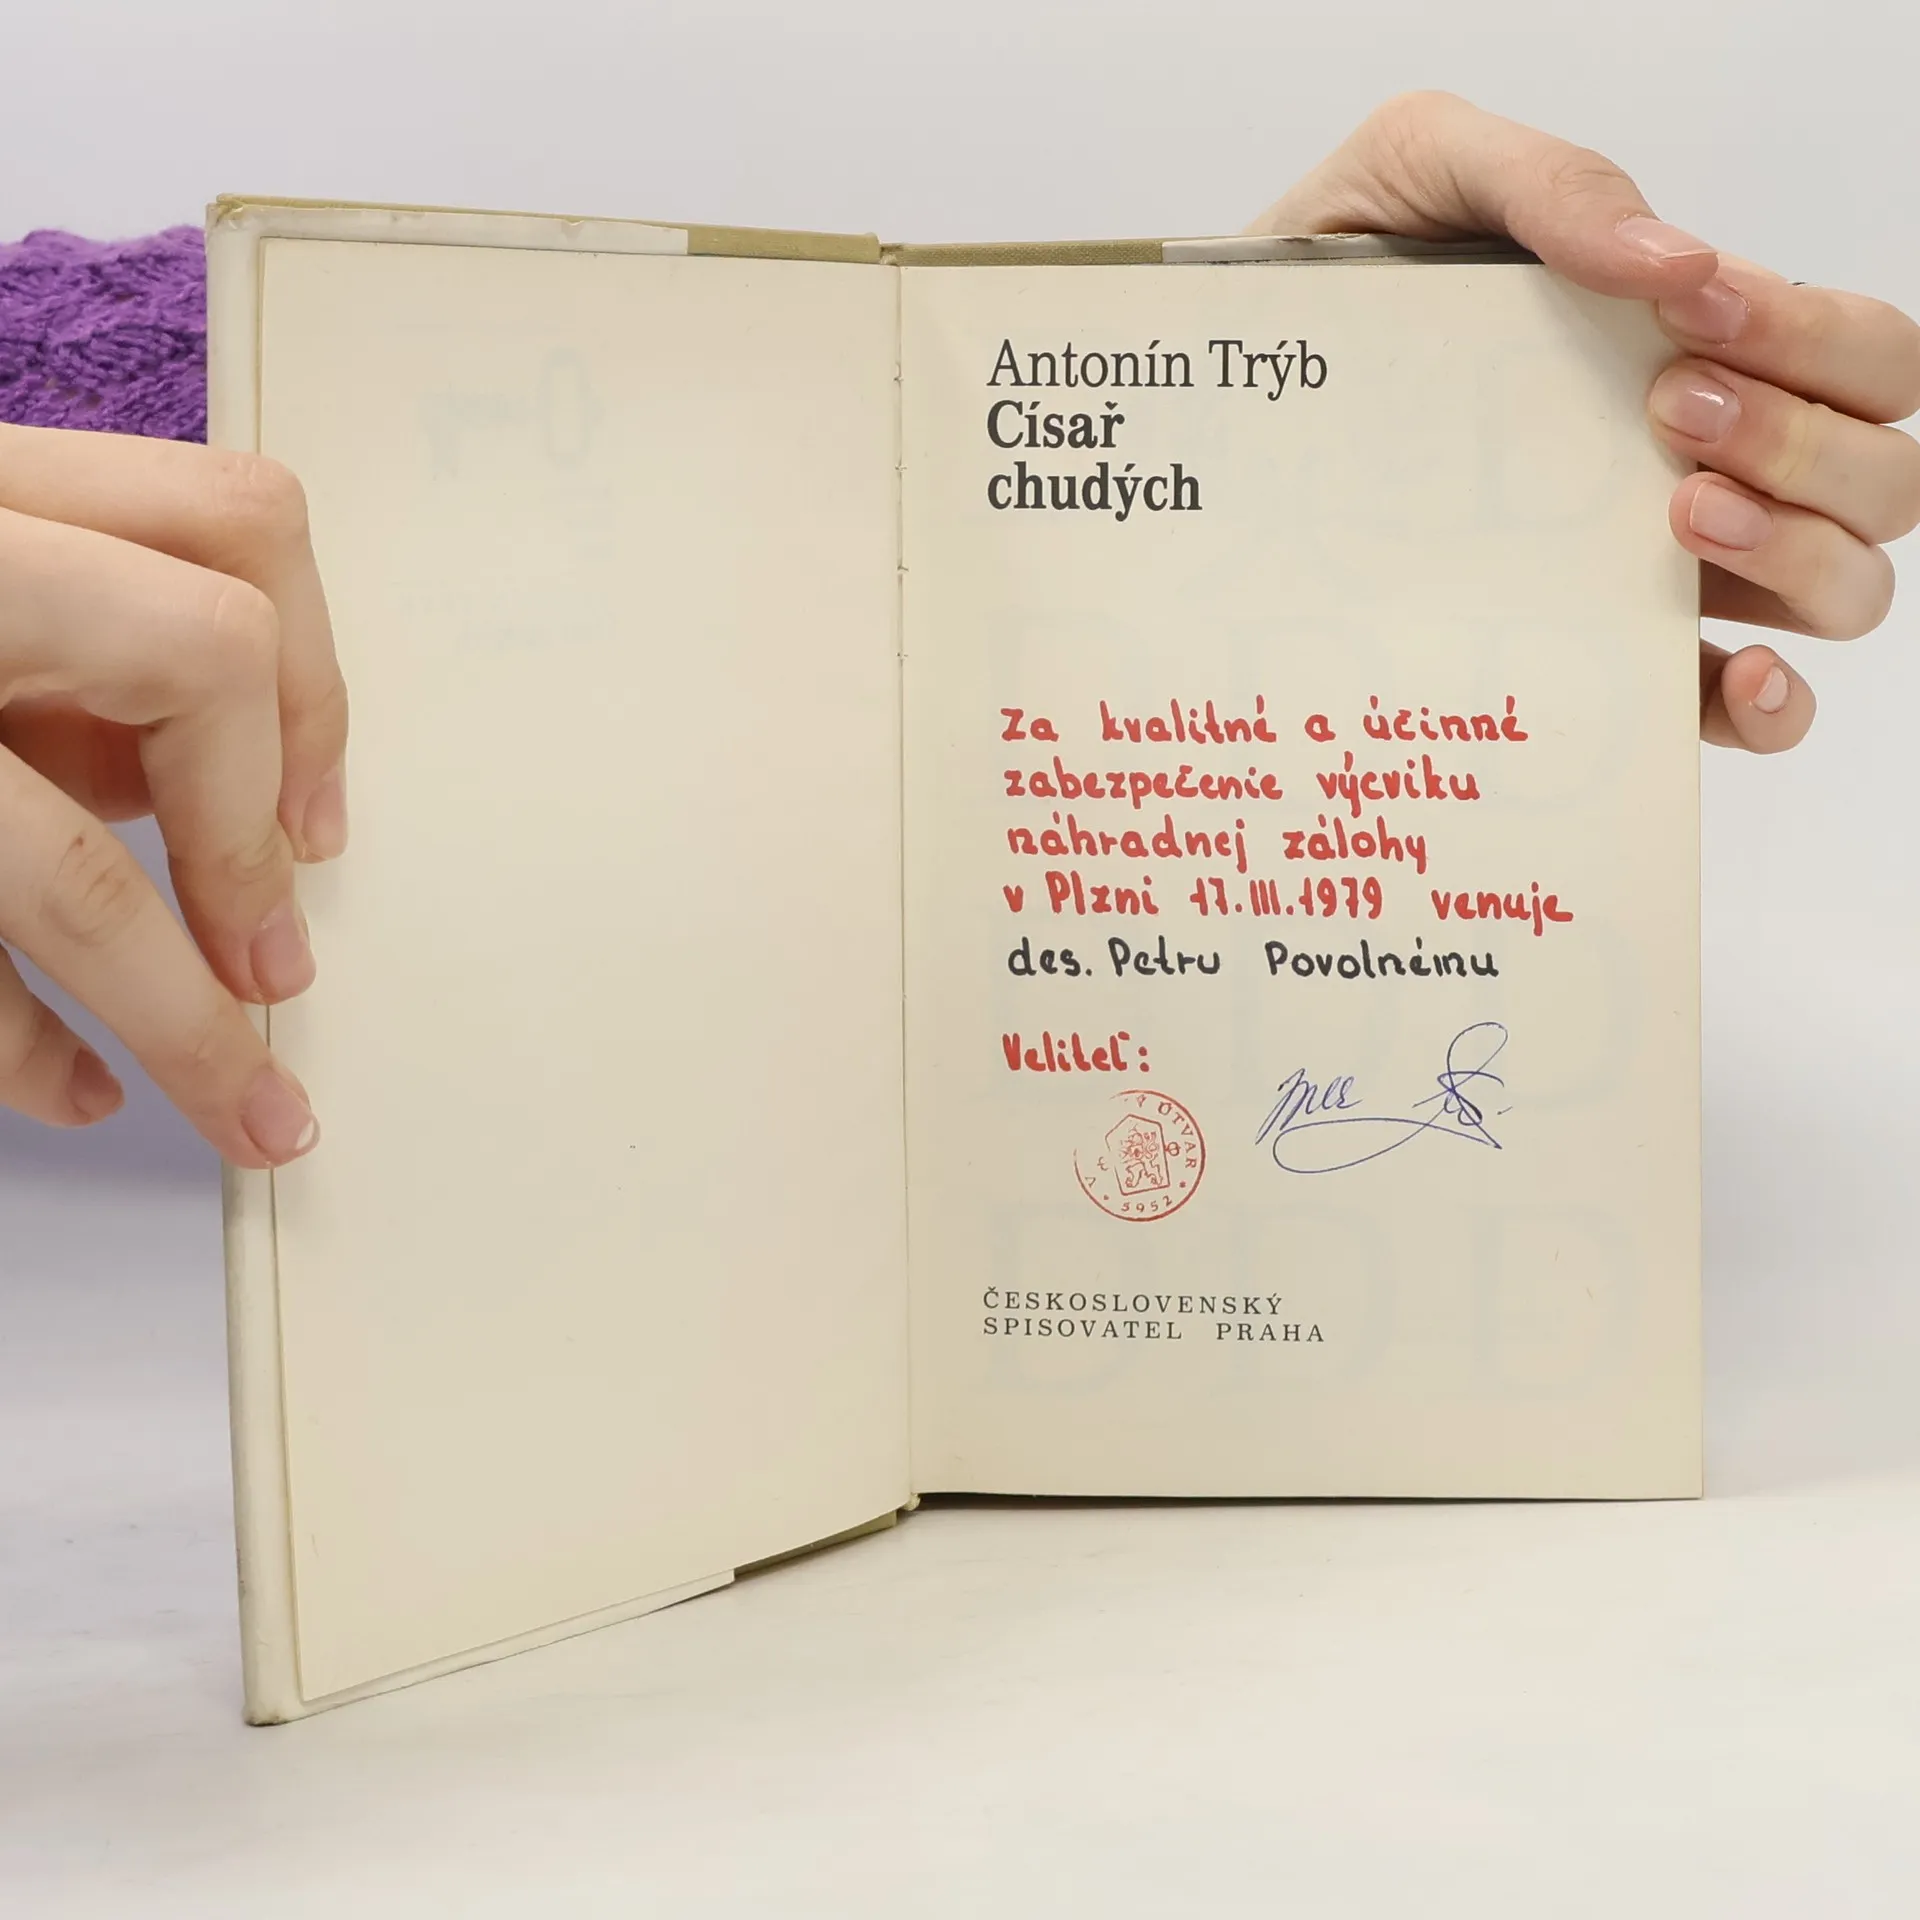 Antonín Trýb
Císař
chudých
Za kvalitné a účinné
zabezpečenie výcviku
náhradnej zálohy
v Plzni 17.III.1979 venuje
des. Petru Povolnému
Veliteľ:
ÚTVAR
5952
ČESKOSLOVENSKÝ
SPISOVATEL PRAHA